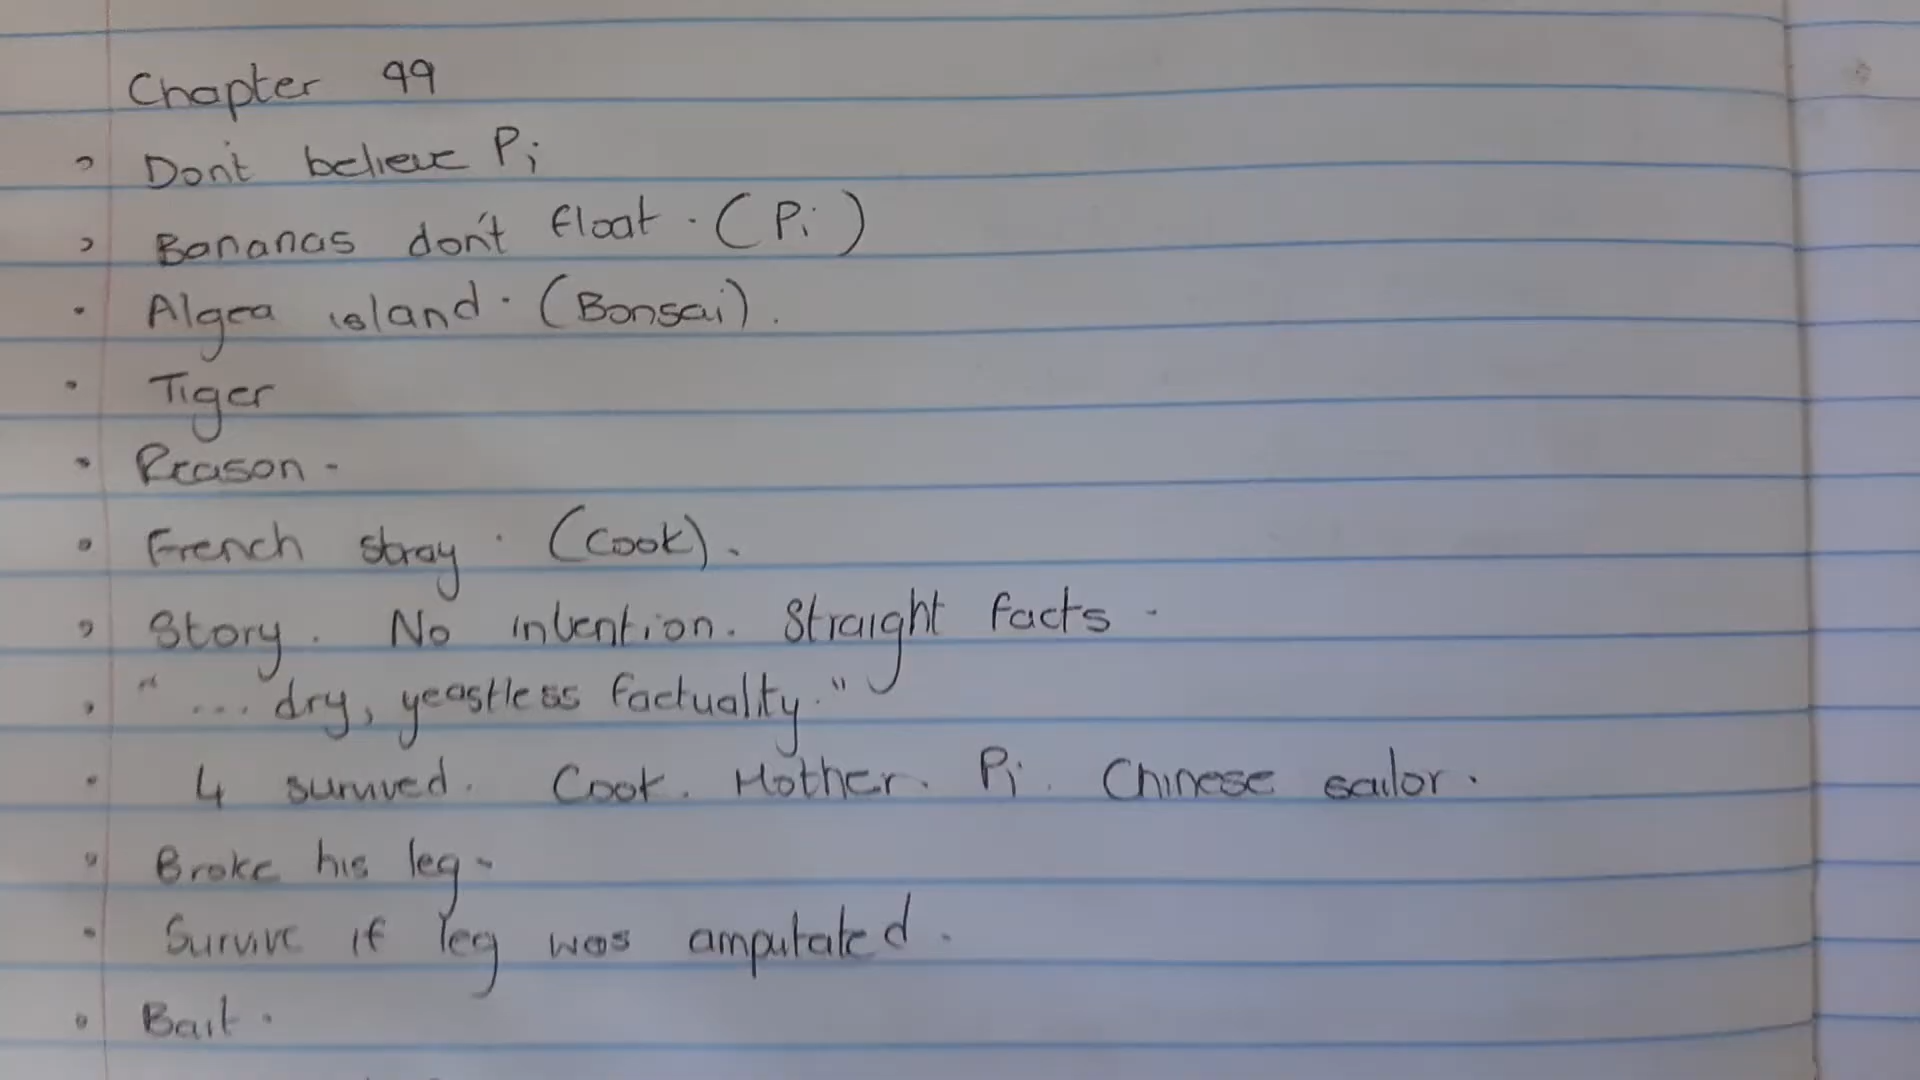 Chapter 99
Don't believe Pi
Bananas don't float. (Pi)
Algea island. (Bonsai).
Tiger
Reason -
French stray. (Cook).
Story. No intention. Straight facts -
"... dry, yeastless factuality."
4 survived. Cook. Mother. Pi. Chinese sailor.
Broke his leg -
Survive if leg was amputated.
Bait.